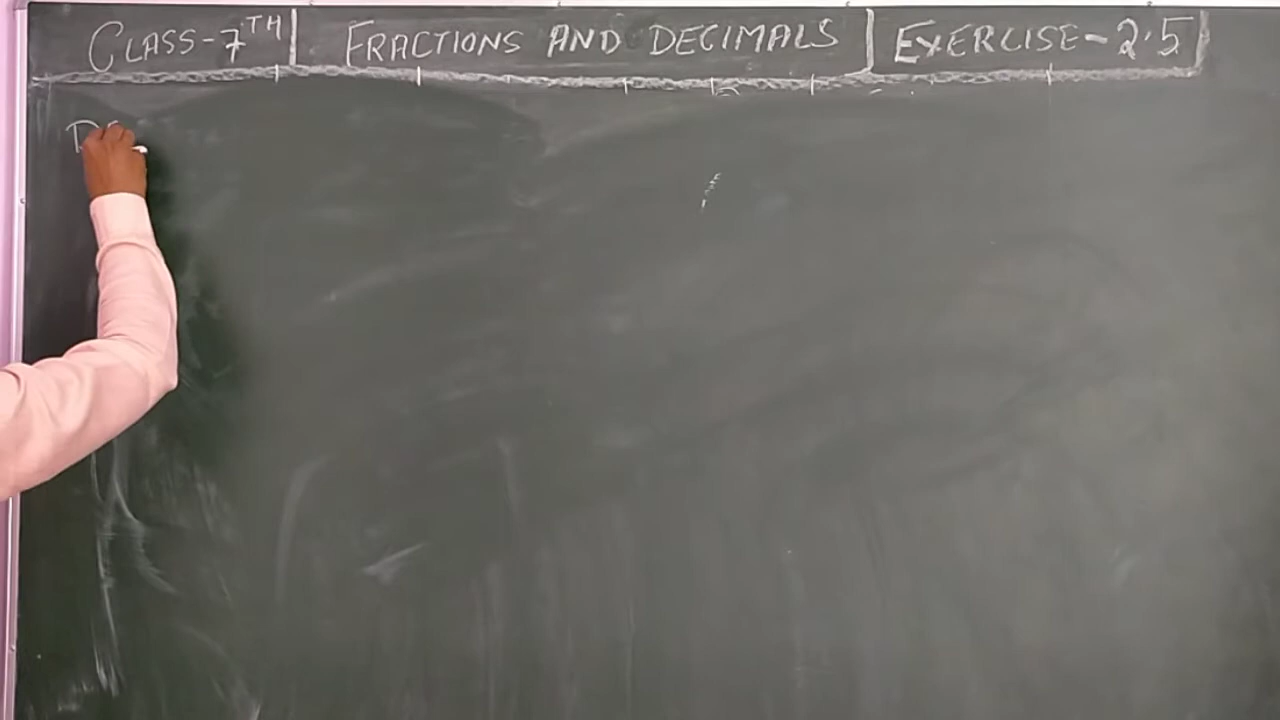 CLASS-7TH | FRACTIONS AND DECIMALS | EXERCISE-2.5